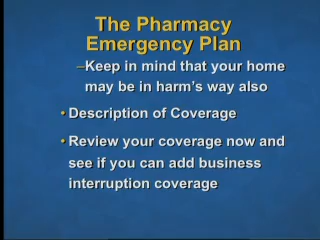 The Pharmacy
Emergency Plan
–Keep in mind that your home
may be in harm's way also
• Description of Coverage
• Review your coverage now and
see if you can add business
interruption coverage